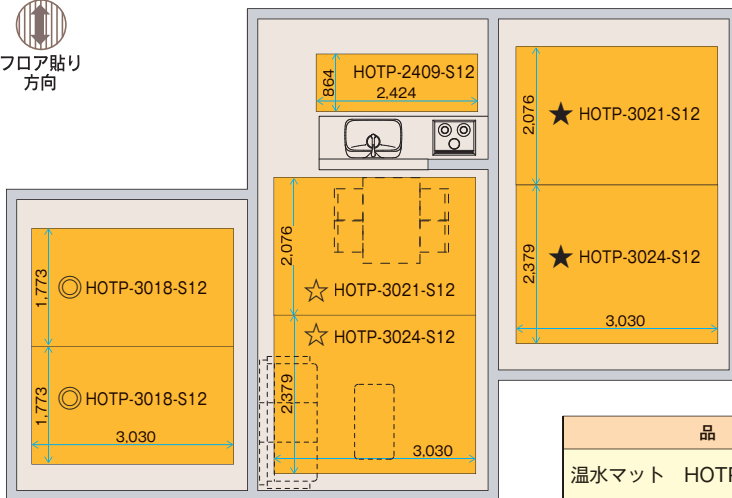 フロア貼り
方向
HOTP-2409-S12
864
2,424
2,076
★ HOTP-3021-S12
2,379
★ HOTP-3024-S12
3,030
2,076
☆ HOTP-3021-S12
☆ HOTP-3024-S12
2,379
3,030
1,773
◎ HOTP-3018-S12
1,773
◎ HOTP-3018-S12
3,030
品
温水マット HOTP